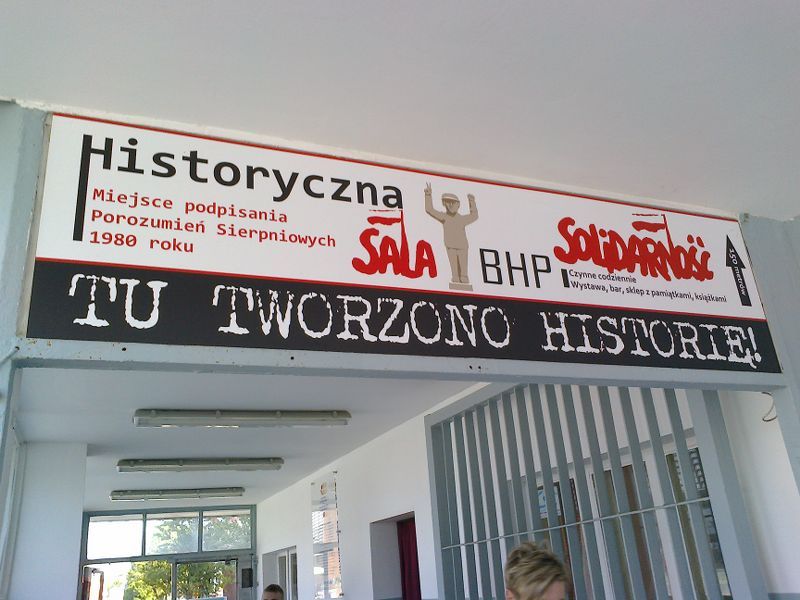 Historyczna
Miejsce podpisania
Porozumień Sierpniowych
1980 roku
SALA
BHP
SOLIDARNOŚĆ
Czynne codziennie
Wystawa, bar, sklep z pamiątkami, książkami
150 metrów
TU TWORZONO HISTORIĘ!